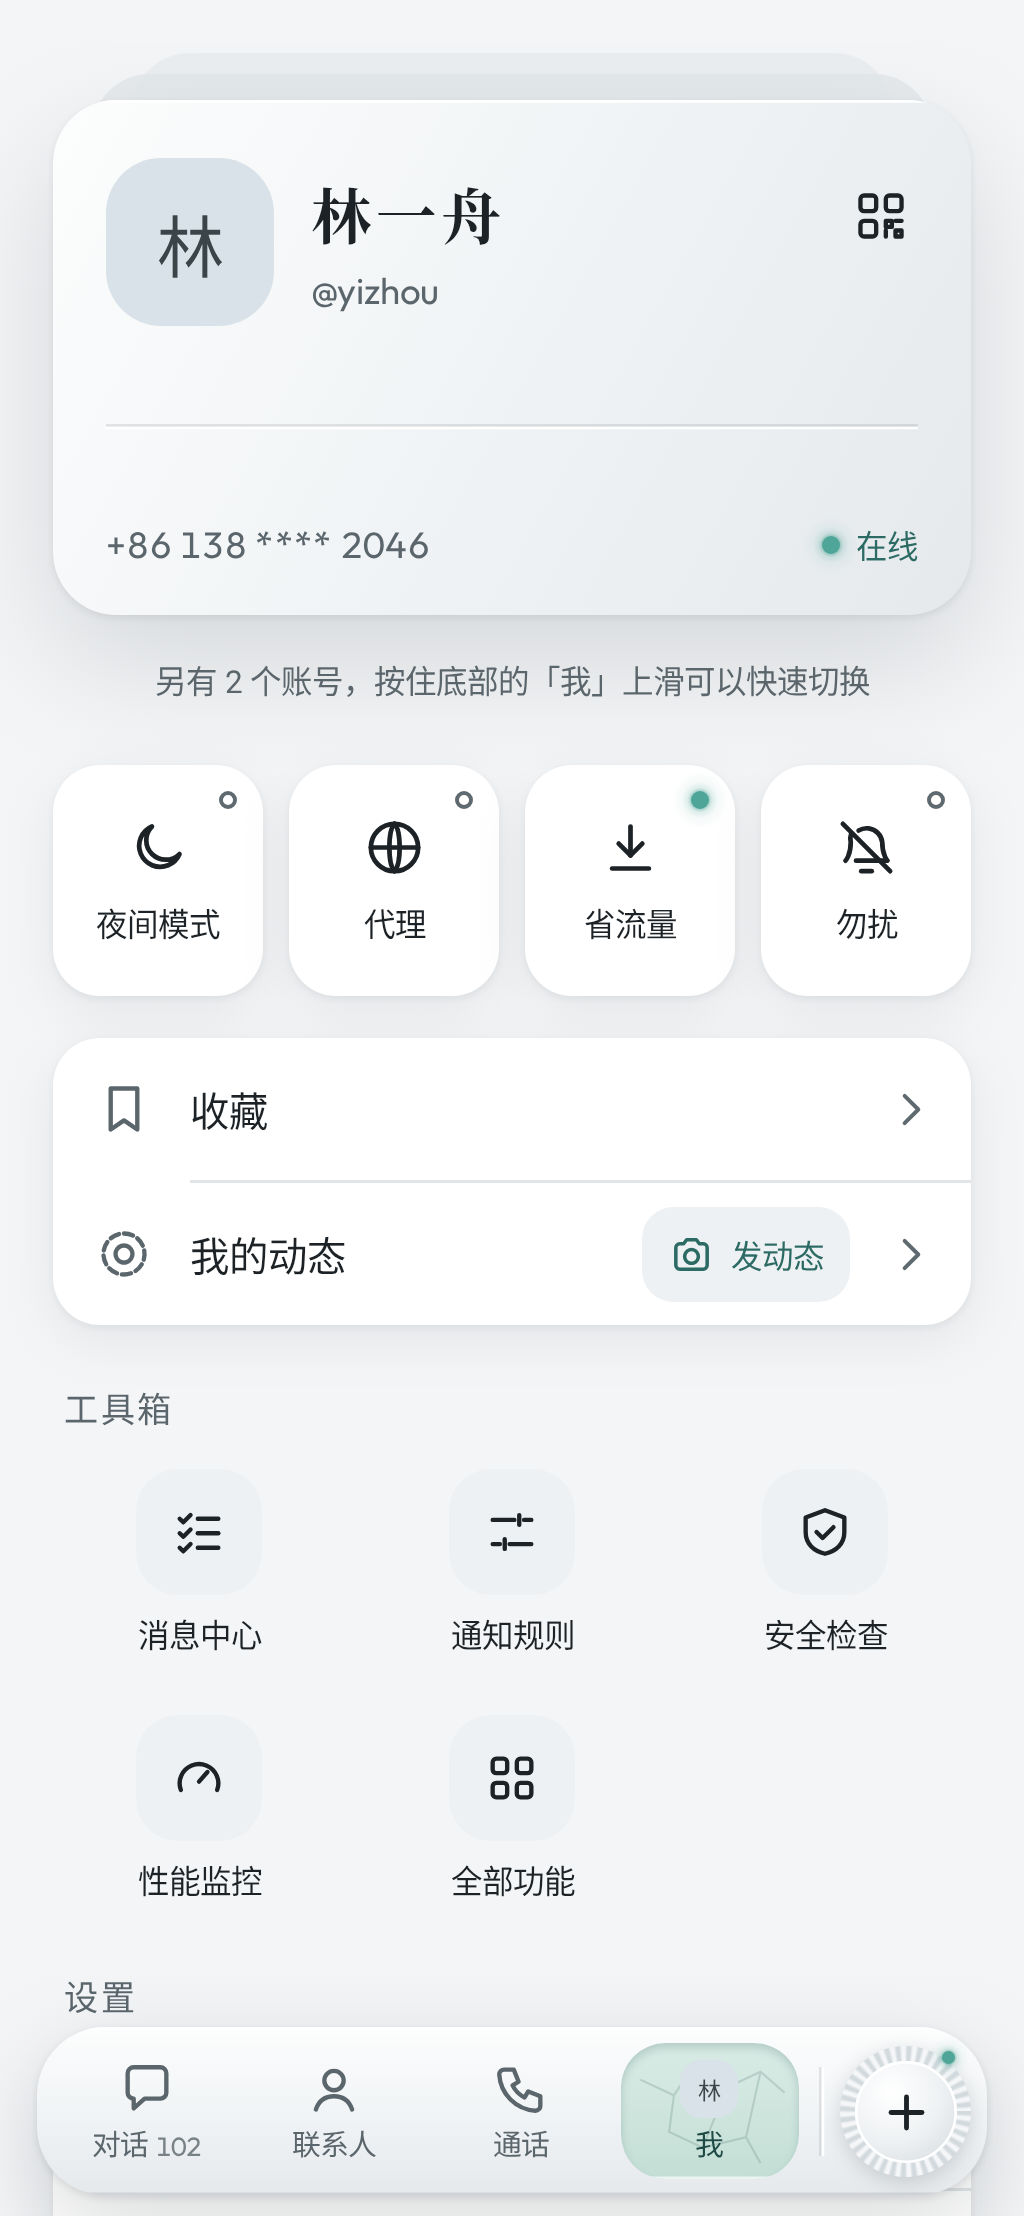 林
林一舟
@yizhou
+86 138 **** 2046
在线
另有 2 个账号，按住底部的「我」上滑可以快速切换
夜间模式
代理
省流量
勿扰
收藏
我的动态
发动态
工具箱
消息中心
通知规则
安全检查
性能监控
全部功能
设置
对话 102
联系人
通话
林
我